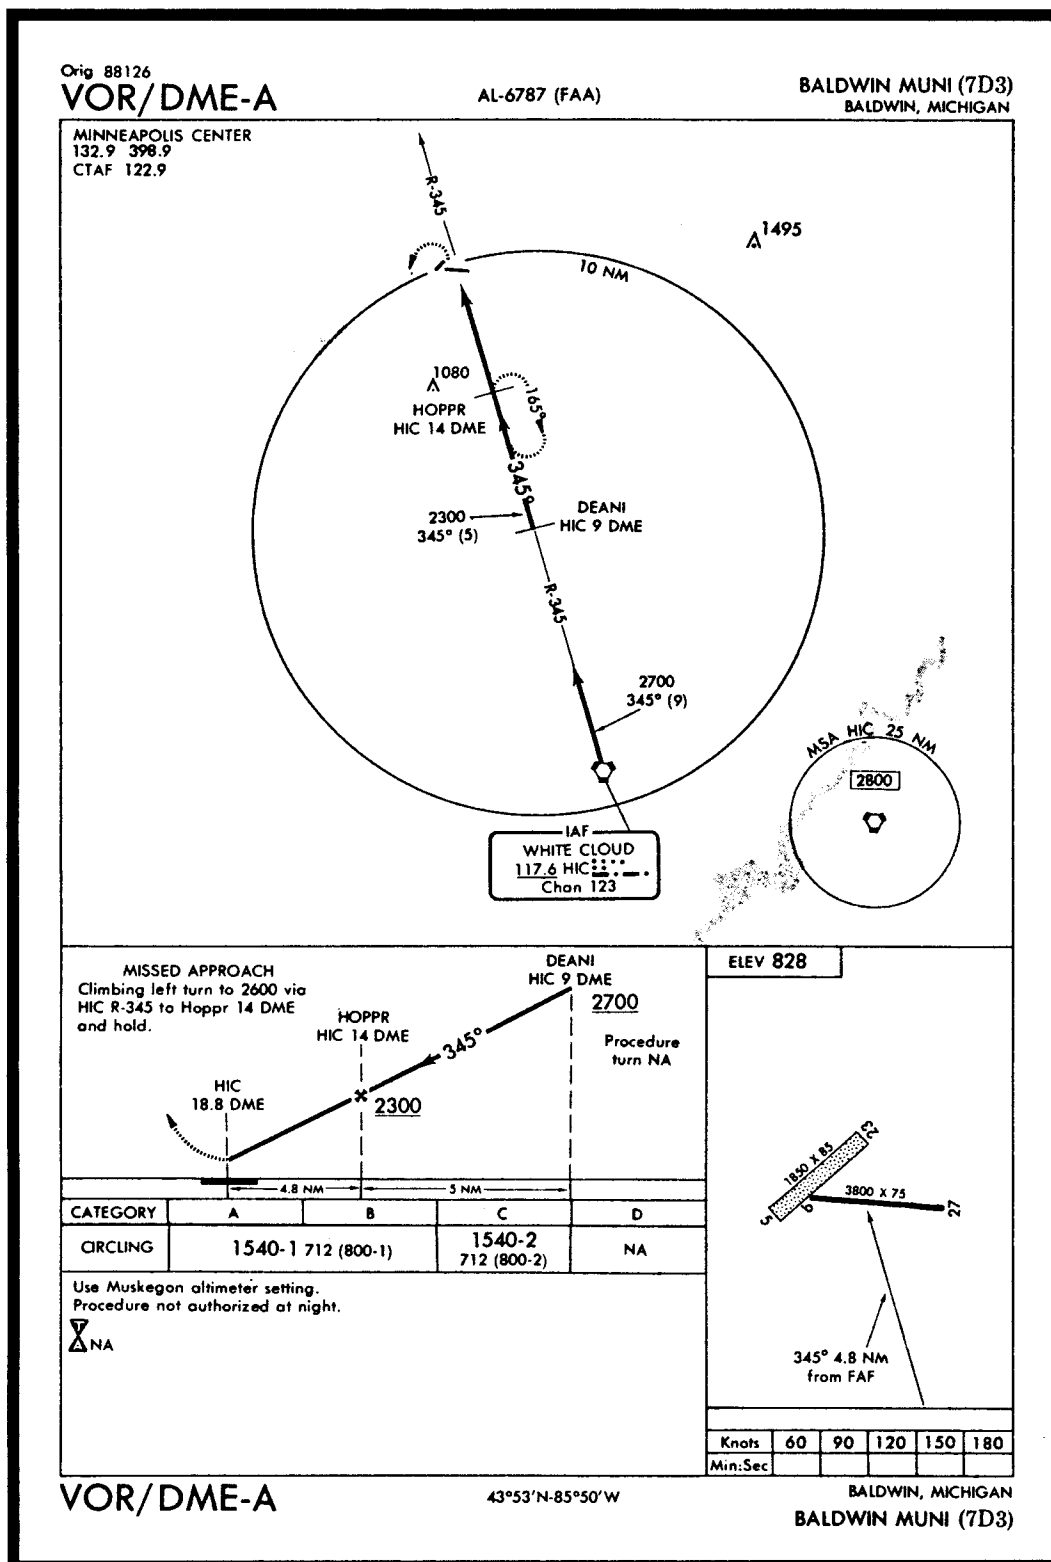 Orig 88126
VOR/DME-A
AL-6787 (FAA)
BALDWIN MUNI (7D3)
BALDWIN, MICHIGAN
MINNEAPOLIS CENTER
132.9 398.9
CTAF 122.9
R-345
1495
10 NM
1080
HOPPR
HIC 14 DME
165°
345°
2300
345° (5)
DEANI
HIC 9 DME
R-345
2700
345° (9)
MSA HIC 25 NM
2800
IAF
WHITE CLOUD
117.6 HIC
Chan 123
MISSED APPROACH
Climbing left turn to 2600 via
HIC R-345 to Hoppr 14 DME
and hold.
DEANI
HIC 9 DME
2700
HOPPR
HIC 14 DME
345°
Procedure
turn NA
HIC
18.8 DME
2300
4.8 NM
5 NM
CATEGORY A B C D
CIRCLING 1540-1 712 (800-1) 1540-2 712 (800-2) NA
Use Muskegon altimeter setting.
Procedure not authorized at night.
T
A NA
ELEV 828
1850 X 85
23
5
9
3800 X 75
27
345° 4.8 NM
from FAF
Knots 60 90 120 150 180
Min:Sec
VOR/DME-A
43°53'N-85°50'W
BALDWIN, MICHIGAN
BALDWIN MUNI (7D3)